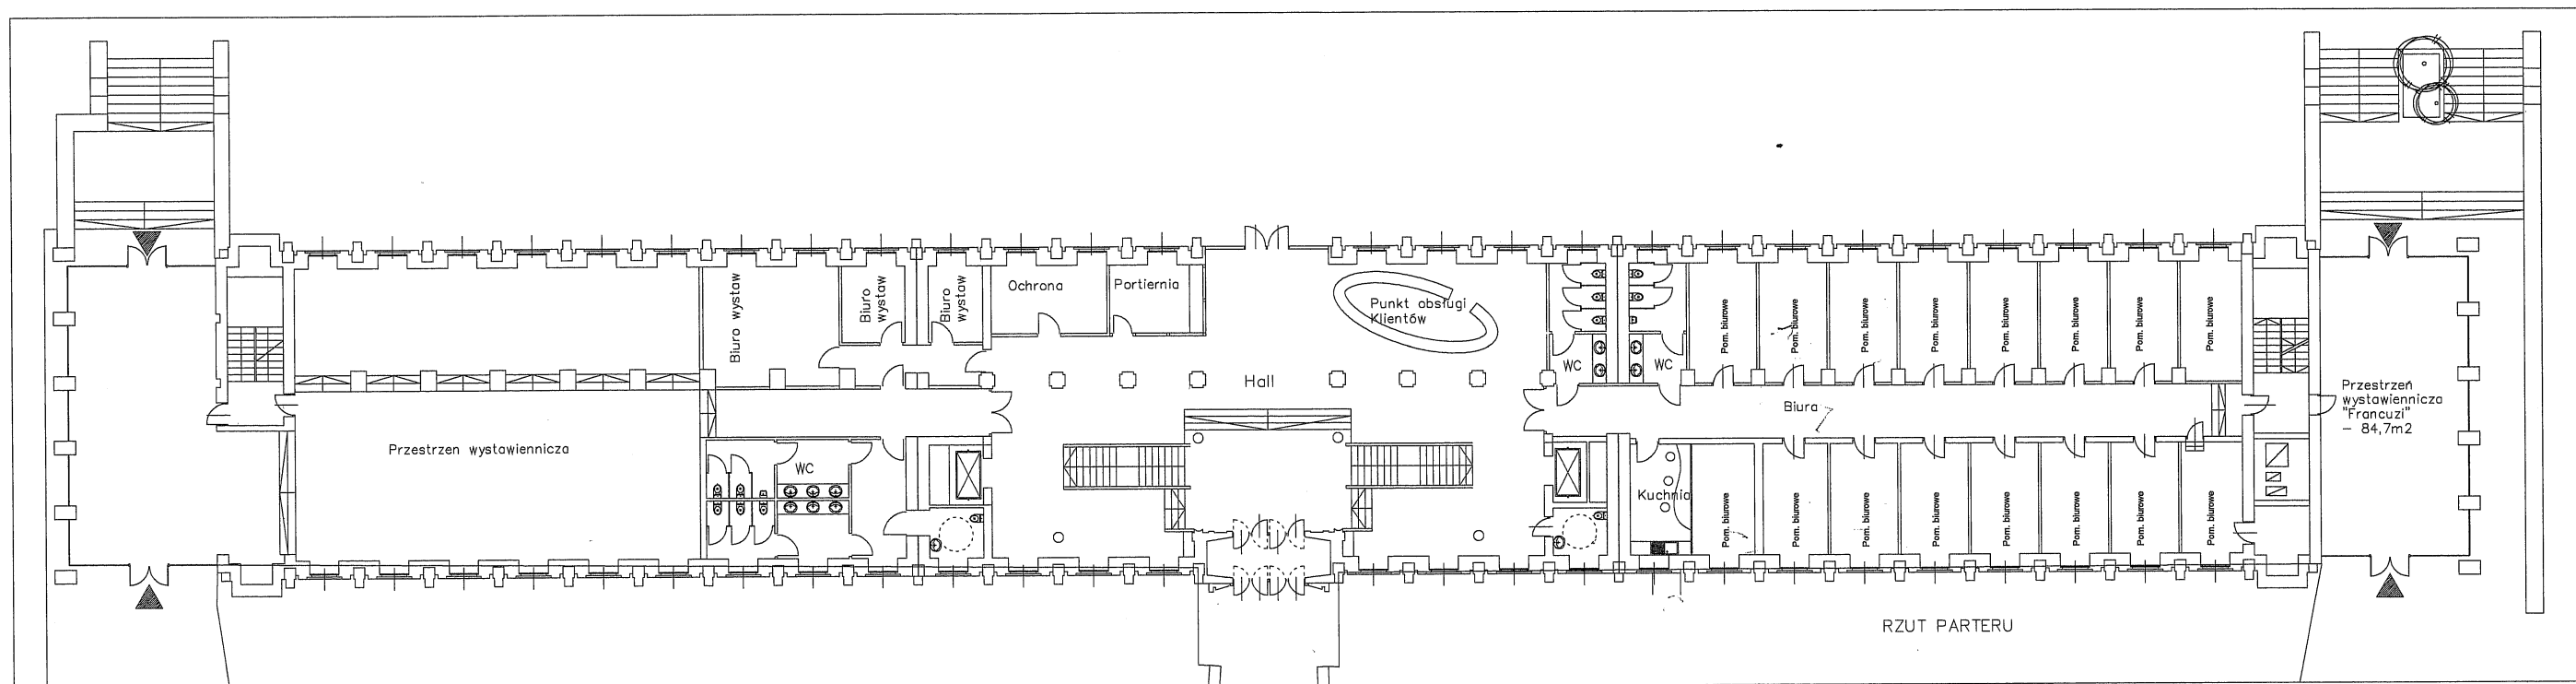 Biuro wystaw
Biuro
wystaw
Biuro
wystaw
Ochrona
Portiernia
Punkt obsługi
Klientów
WC
WC
Pom. biurowe
Pom. biurowe
Pom. biurowe
Pom. biurowe
Pom. biurowe
Pom. biurowe
Pom. biurowe
Pom. biurowe
Hall
Biura
Przestrzeń
wystawiennicza
"Francuzi"
- 84,7m2
Przestrzen wystawiennicza
WC
Kuchnia
Pom. biurowe
Pom. biurowe
Pom. biurowe
Pom. biurowe
Pom. biurowe
Pom. biurowe
Pom. biurowe
Pom. biurowe
RZUT PARTERU